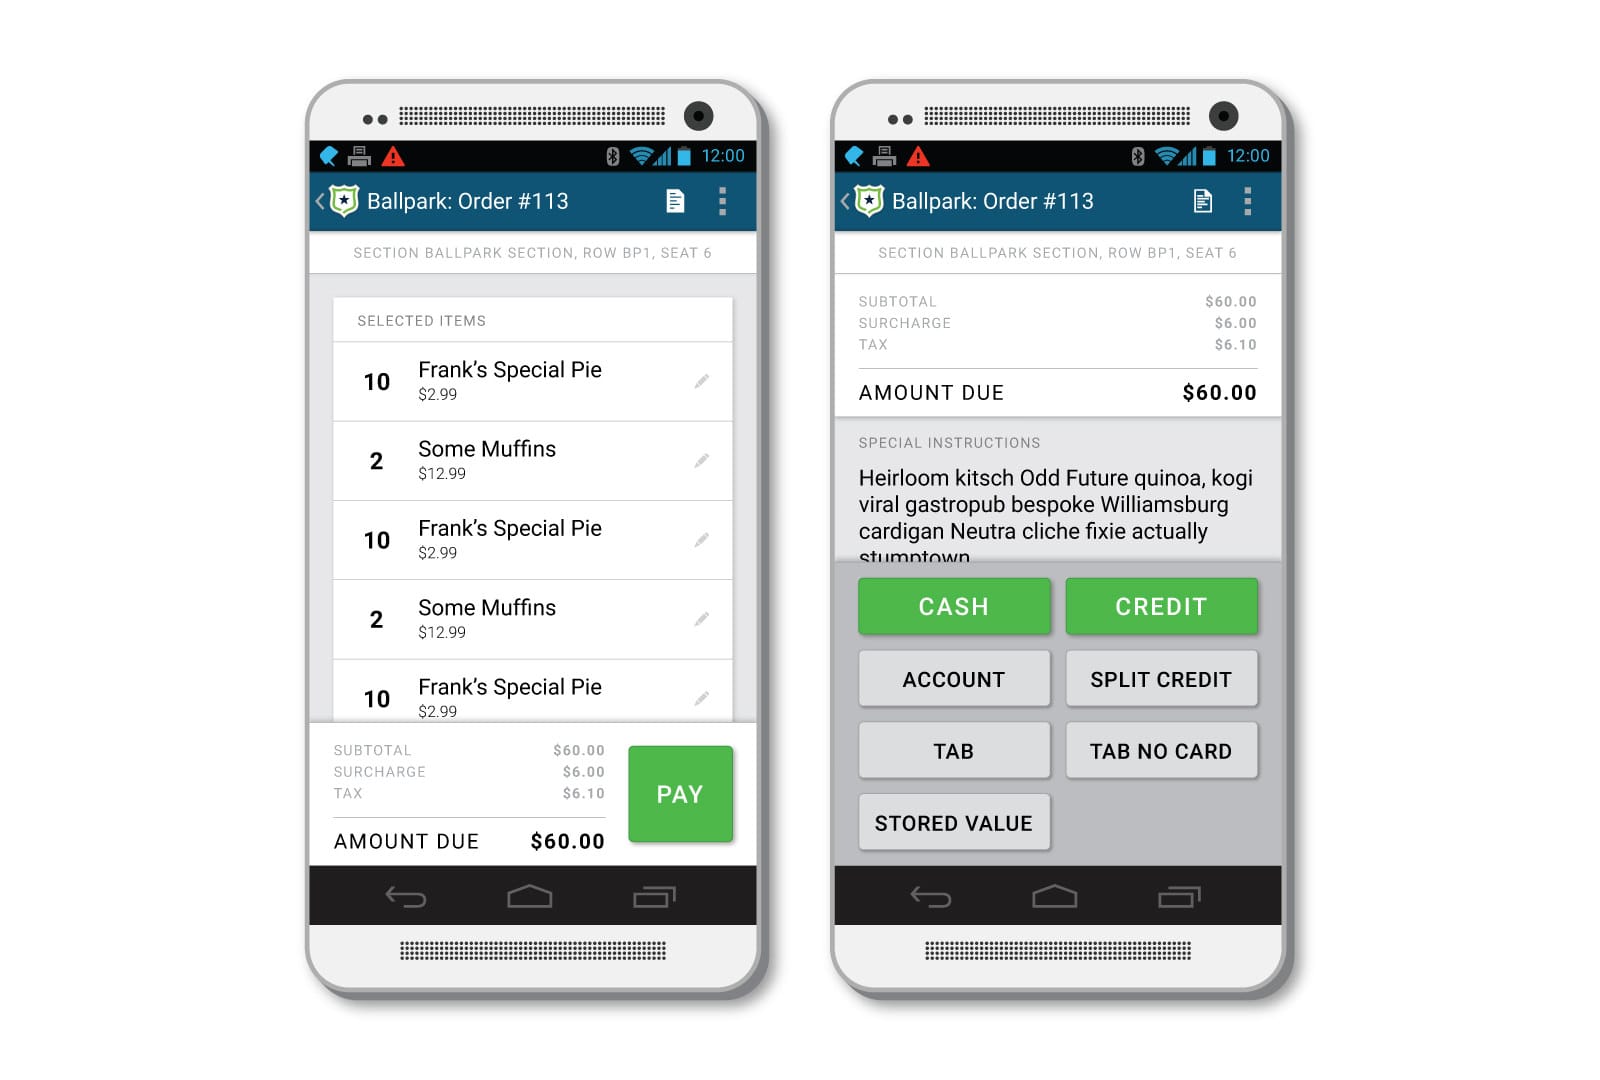 12:00
Ballpark: Order #113
SECTION BALLPARK SECTION, ROW BP1, SEAT 6
SELECTED ITEMS
10 Frank’s Special Pie
$2.99
2 Some Muffins
$12.99
10 Frank’s Special Pie
$2.99
2 Some Muffins
$12.99
10 Frank’s Special Pie
$2.99
SUBTOTAL $60.00
SURCHARGE $6.00
TAX $6.10
AMOUNT DUE $60.00
PAY
12:00
Ballpark: Order #113
SECTION BALLPARK SECTION, ROW BP1, SEAT 6
SUBTOTAL $60.00
SURCHARGE $6.00
TAX $6.10
AMOUNT DUE $60.00
SPECIAL INSTRUCTIONS
Heirloom kitsch Odd Future quinoa, kogi
viral gastropub bespoke Williamsburg
cardigan Neutra cliche fixie actually
stumptown
CASH CREDIT
ACCOUNT SPLIT CREDIT
TAB TAB NO CARD
STORED VALUE